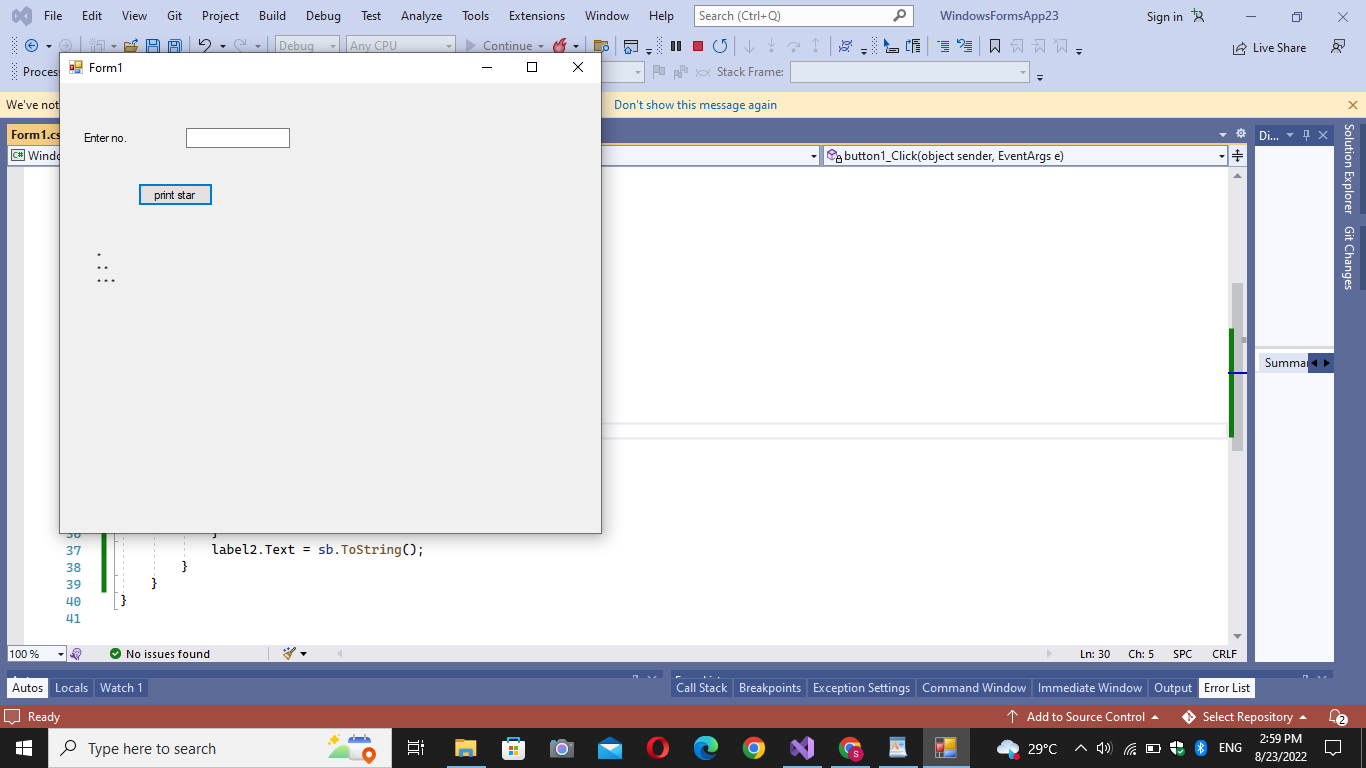 File Edit View Git Project Build Debug Test Analyze Tools Extensions Window Help Search (Ctrl+Q) WindowsFormsApp23 Sign in
Debug Any CPU Continue Live Share
Process Stack Frame:
Form1
We've not Don't show this message again
Form1.cs Di...
C# Windo button1_Click(object sender, EventArgs e)
Enter no.
print star
*
**
***
Solution Explorer
Git Changes
Summar
36 }
37 label2.Text = sb.ToString();
38 }
39 }
40 }
41
100 % No issues found Ln: 30 Ch: 5 SPC CRLF
Autos Locals Watch 1 Call Stack Breakpoints Exception Settings Command Window Immediate Window Output Error List
Ready Add to Source Control Select Repository 2
Type here to search S 29°C ENG 2:59 PM
8/23/2022